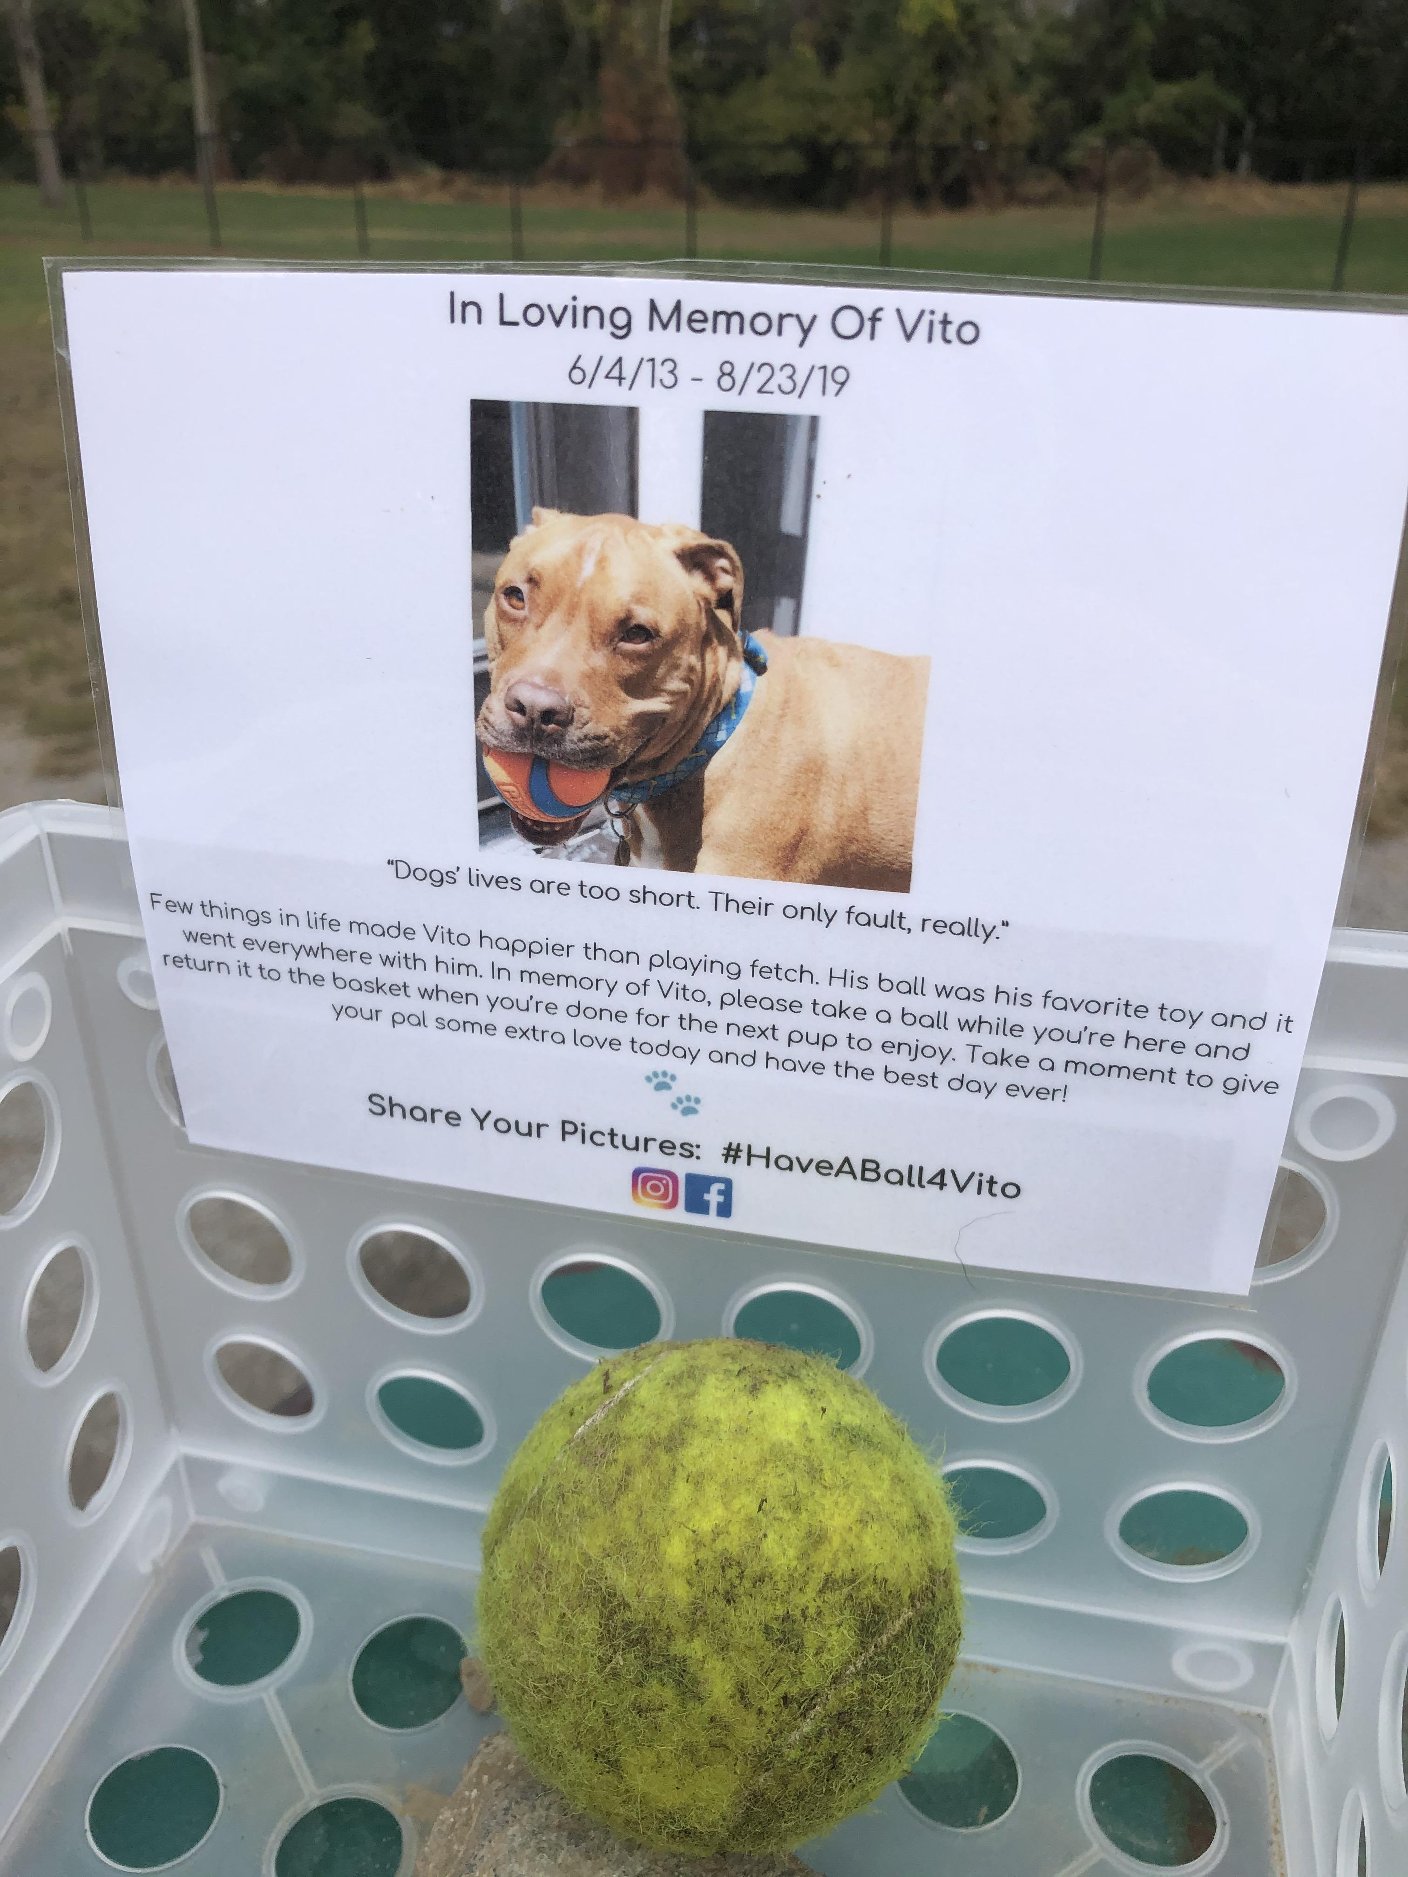 In Loving Memory Of Vito
6/4/13 - 8/23/19
"Dogs' lives are too short. Their only fault, really."
Few things in life made Vito happier than playing fetch. His ball was his favorite toy and it
went everywhere with him. In memory of Vito, please take a ball while you're here and
return it to the basket when you're done for the next pup to enjoy. Take a moment to give
your pal some extra love today and have the best day ever!
Share Your Pictures: #HaveABall4Vito